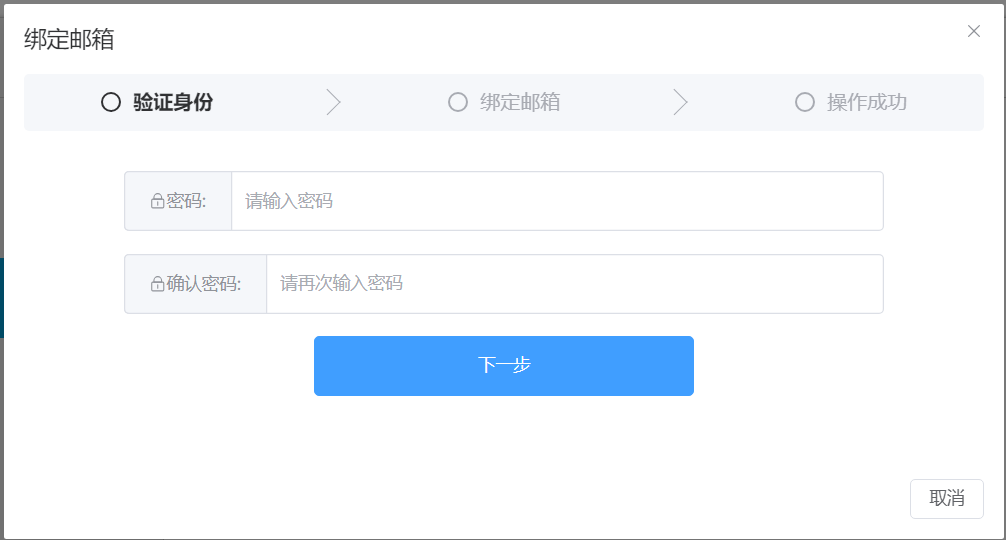 绑定邮箱
验证身份 绑定邮箱 操作成功
密码: 请输入密码
确认密码: 请再次输入密码
下一步
取消